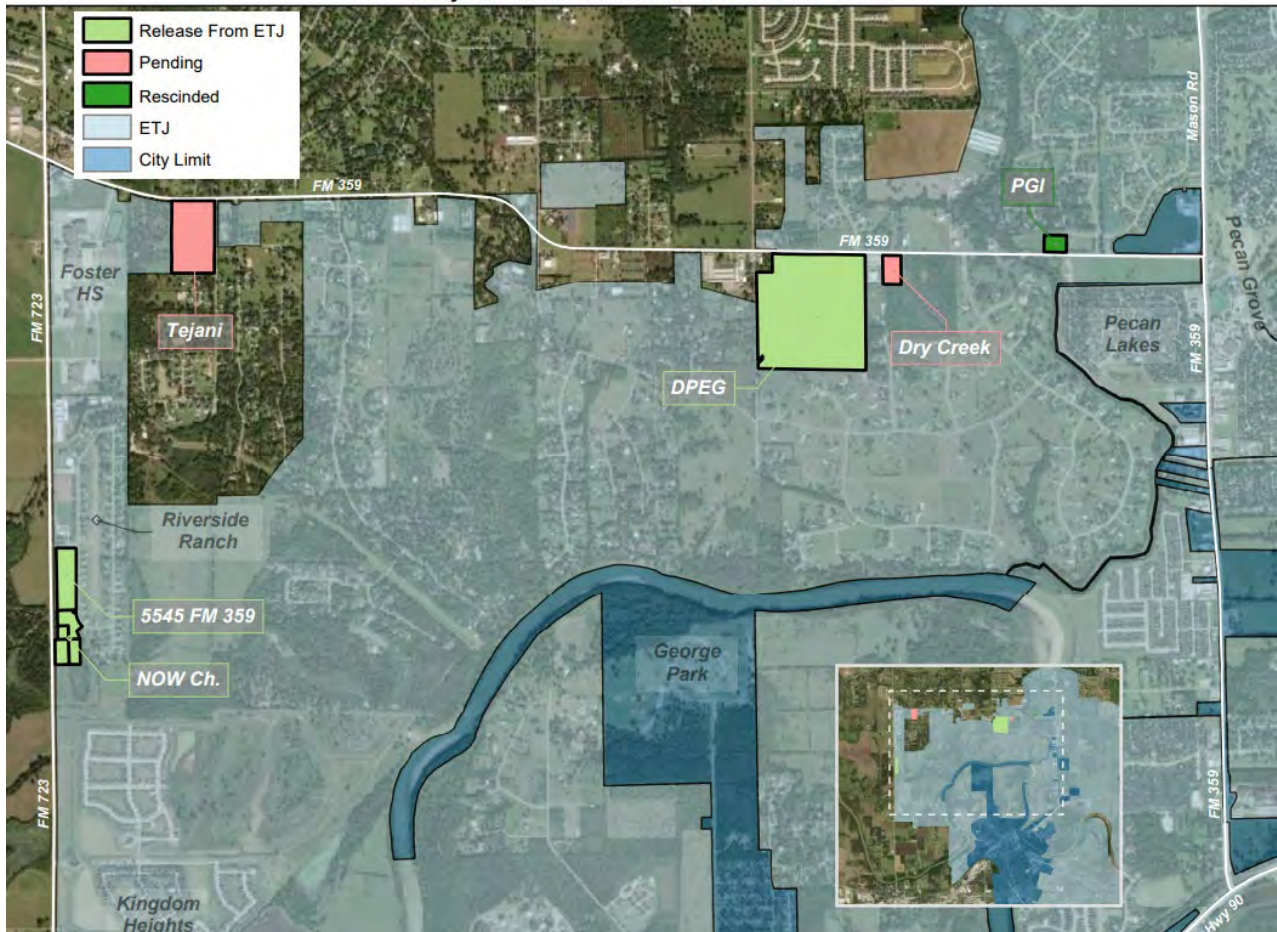 Release From ETJ
Pending
Rescinded
ETJ
City Limit
FM 359
Mason Rd
PGI
FM 359
Foster
HS
FM 723
Tejani
Pecan Grove
Pecan
Lakes
FM 359
Dry Creek
DPEG
Riverside
Ranch
5545 FM 359
NOW Ch.
George
Park
FM 723
FM 359
Kingdom
Heights
Hwy 90